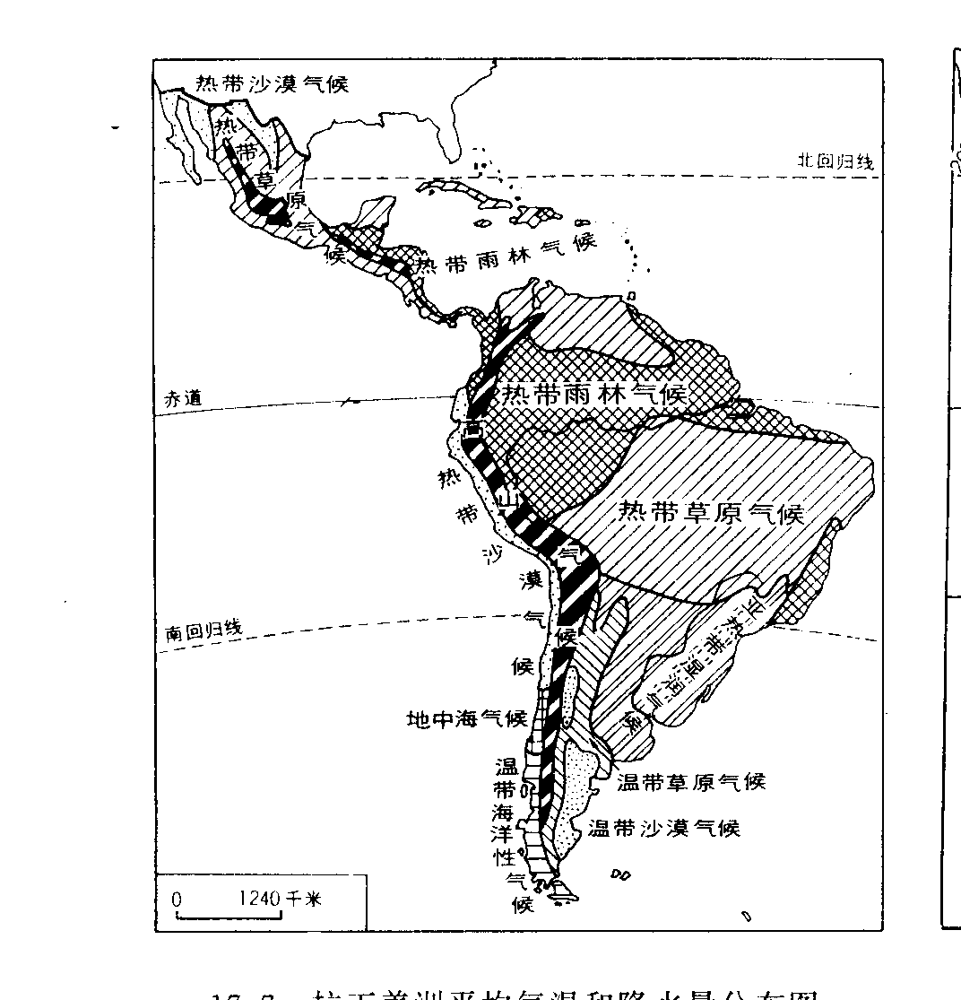 热带沙漠气候
热带草原气候
北回归线
热带雨林气候
赤道
热带雨林气候
高山气候
热带沙漠气候
热带草原气候
南回归线
亚热带湿润气候
地中海气候
温带海洋性气候
温带草原气候
温带沙漠气候
0 1240千米